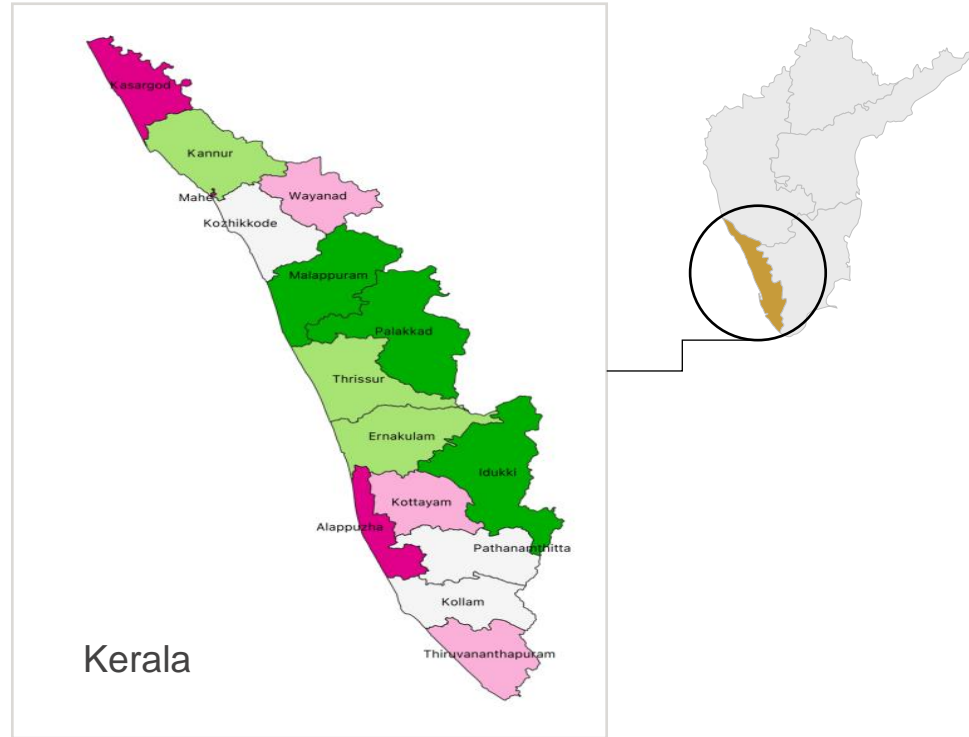 Kasargod
Kannur
Mahe
Wayanad
Kozhikkode
Malappuram
Palakkad
Thrissur
Ernakulam
Idukki
Kottayam
Alappuzha
Pathanamthitta
Kollam
Thiruvananthapuram
Kerala